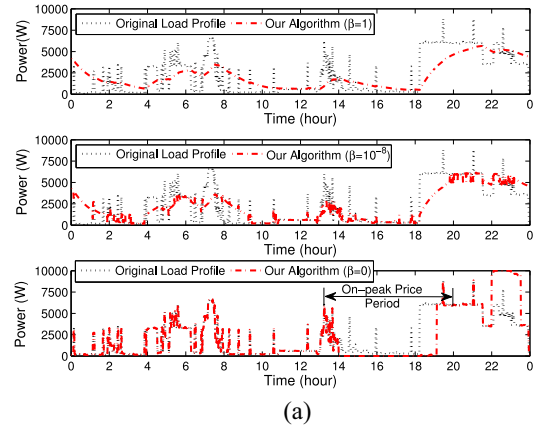 Original Load Profile Our Algorithm (β=1)
Power(W)
10000
7500
5000
2500
0
0 2 4 6 8 10 12 14 16 18 20 22 0
Time (hour)
Original Load Profile Our Algorithm (β=10⁻⁸)
Power(W)
10000
7500
5000
2500
0
0 2 4 6 8 10 12 14 16 18 20 22 0
Time (hour)
Original Load Profile Our Algorithm (β=0)
On−peak Price
Period
Power(W)
10000
7500
5000
2500
0
0 2 4 6 8 10 12 14 16 18 20 22 0
Time (hour)
(a)